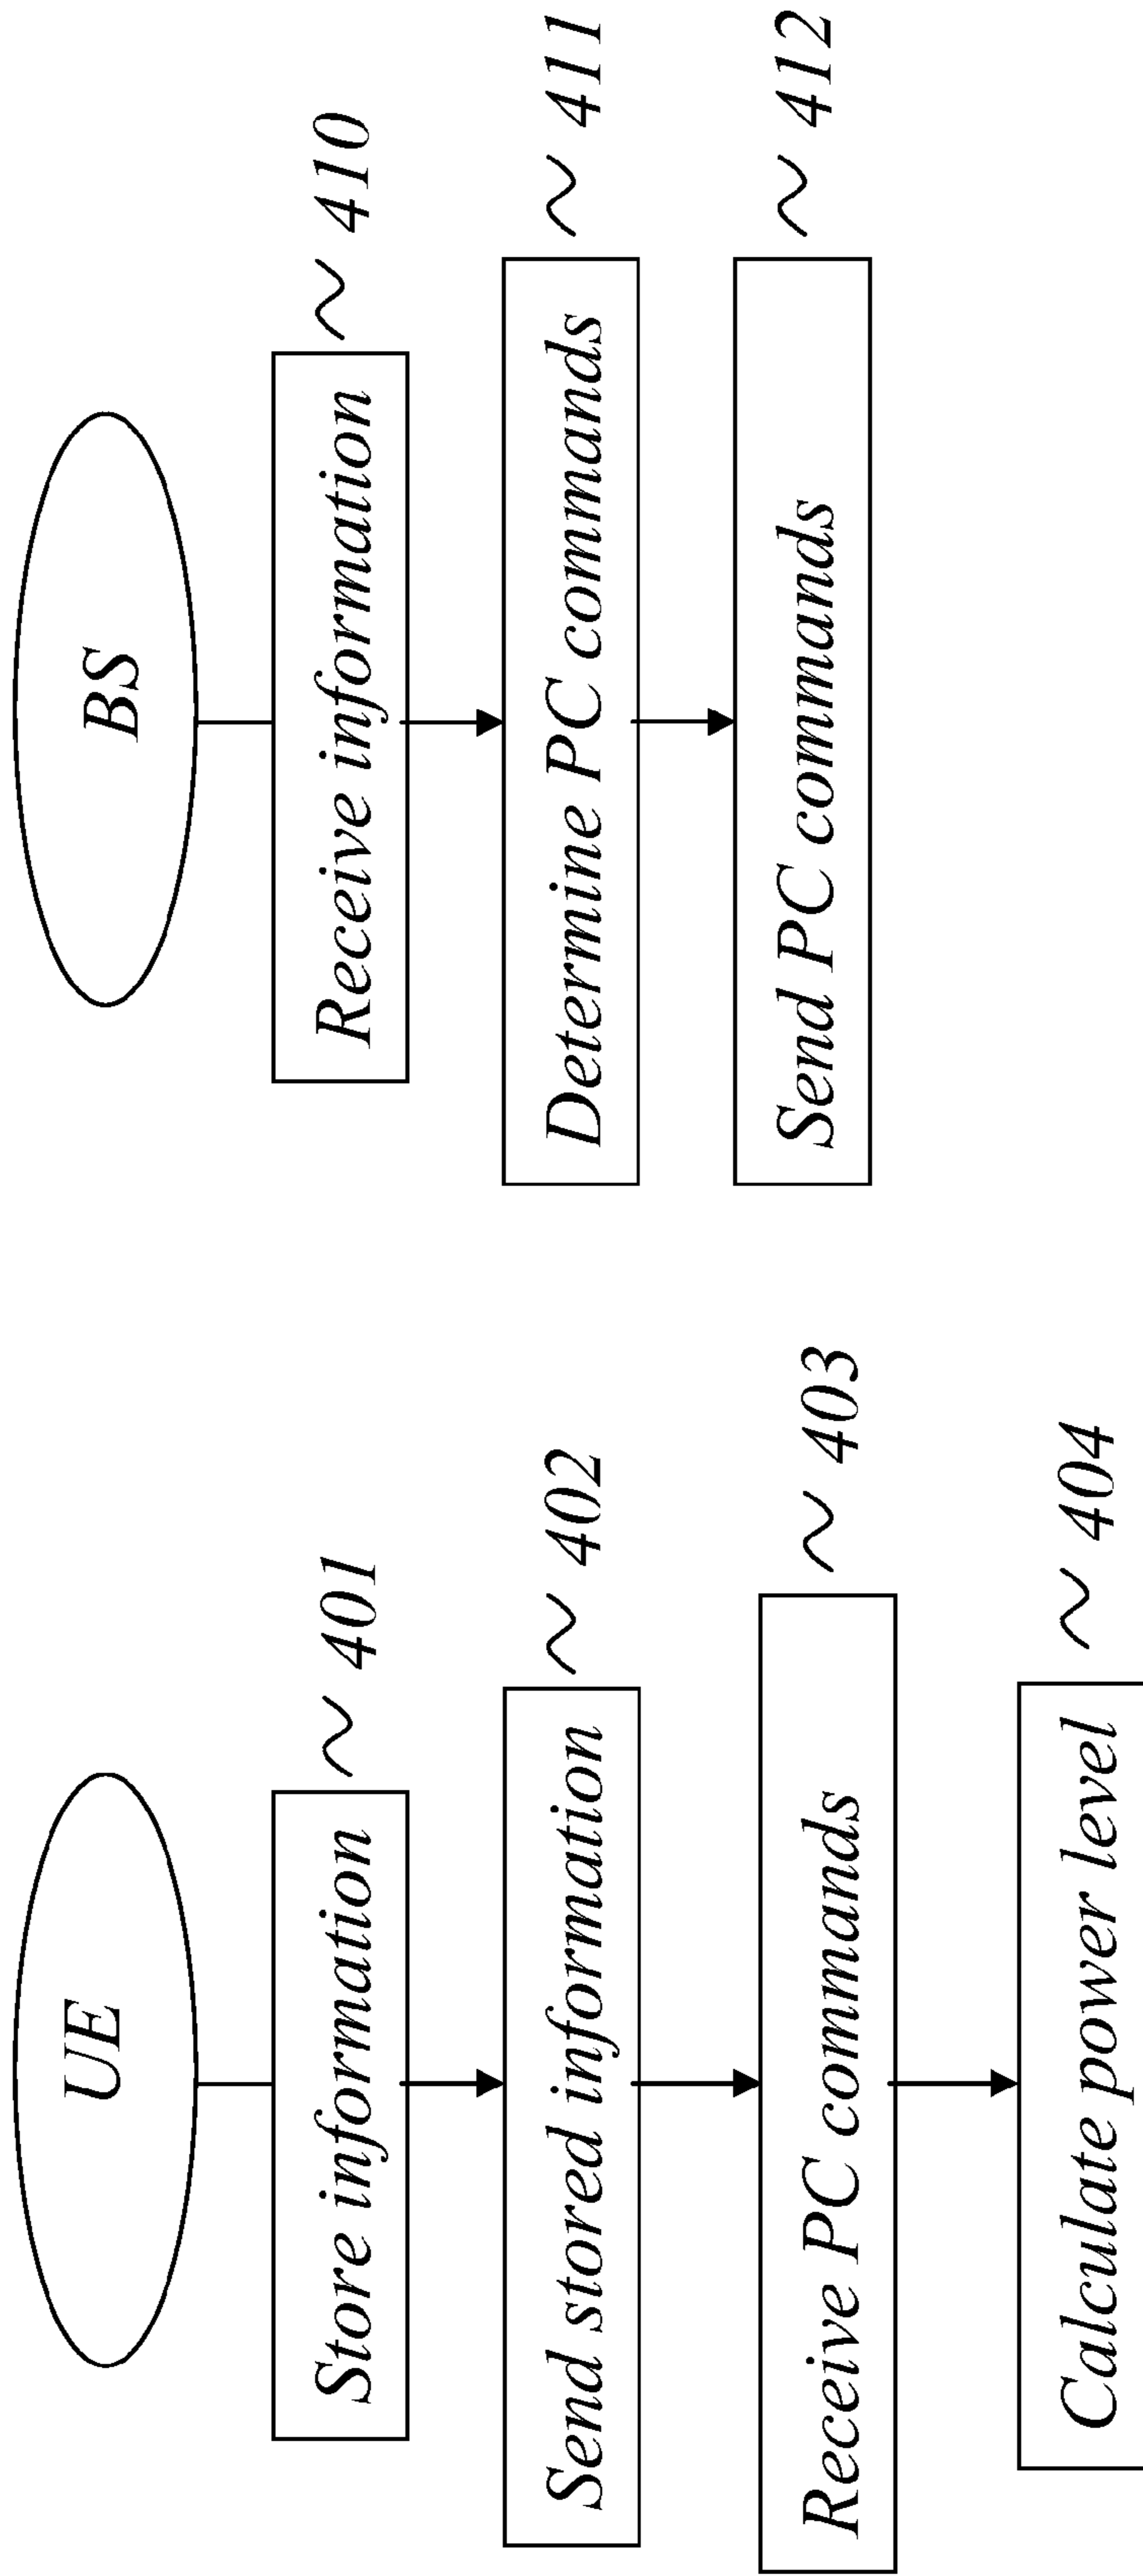 UE
Store information
401
Send stored information
402
Receive PC commands
403
Calculate power level
404
BS
Receive information
410
Determine PC commands
411
Send PC commands
412